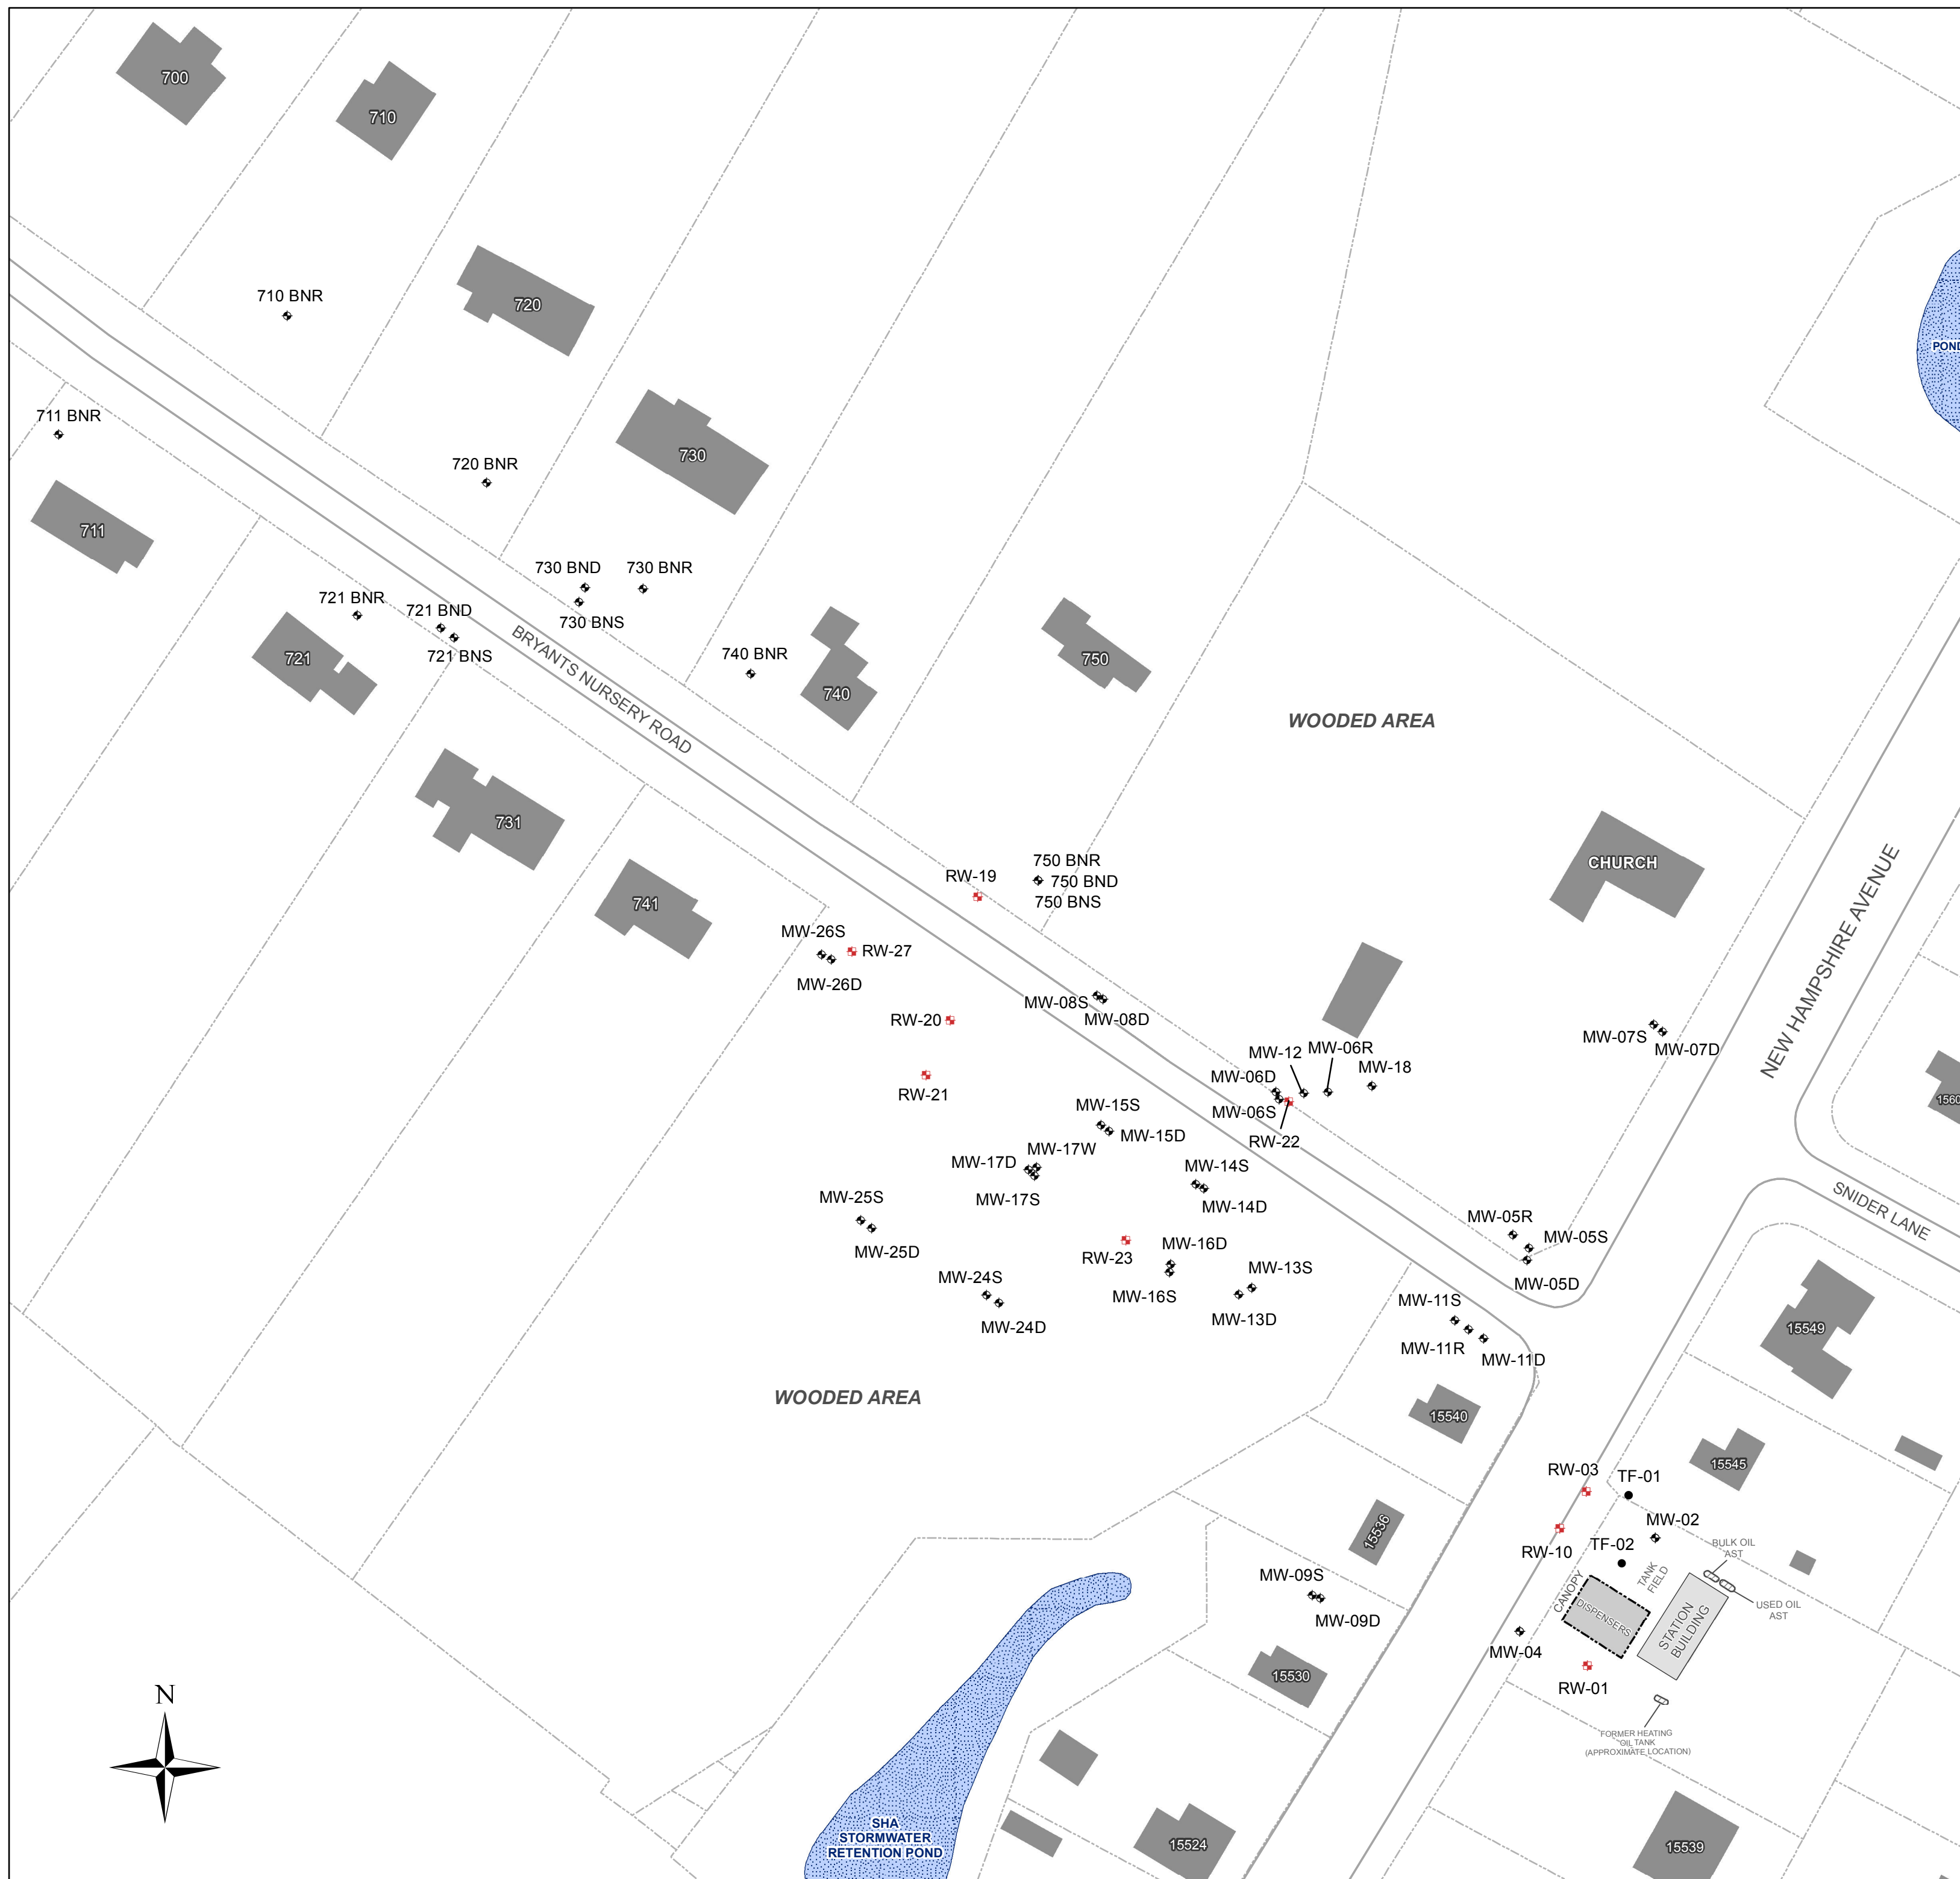 700
710
710 BNR
720
POND
711 BNR
730
720 BNR
711
730 BND
730 BNR
721 BNR
721 BND
730 BNS
721 BNS
721
BRYANTS NURSERY ROAD
740 BNR
740
750
WOODED AREA
731
750 BNR
CHURCH
RW-19
750 BND
750 BNS
741
NEW HAMPSHIRE AVENUE
MW-26S
RW-27
MW-26D
MW-08S
RW-20
MW-08D
MW-07S
MW-07D
MW-12
MW-06R
MW-18
MW-06D
RW-21
MW-06S
MW-15S
MW-15D
RW-22
MW-17W
MW-17D
MW-14S
MW-17S
MW-14D
MW-25S
MW-25D
SNIDER LANE
MW-05R
MW-05S
MW-05D
RW-23
MW-16D
MW-13S
MW-24S
MW-16S
MW-13D
MW-24D
MW-11S
MW-11R
MW-11D
15549
WOODED AREA
15540
15545
RW-03
TF-01
MW-02
15536
RW-10
TF-02
BULK OIL
AST
TANK
FIELD
CANOPY
DISPENSERS
USED OIL
AST
STATION
BUILDING
MW-09S
MW-09D
MW-04
15530
RW-01
N
FORMER HEATING
OIL TANK
(APPROXIMATE LOCATION)
SHA
STORMWATER
RETENTION POND
15524
15539